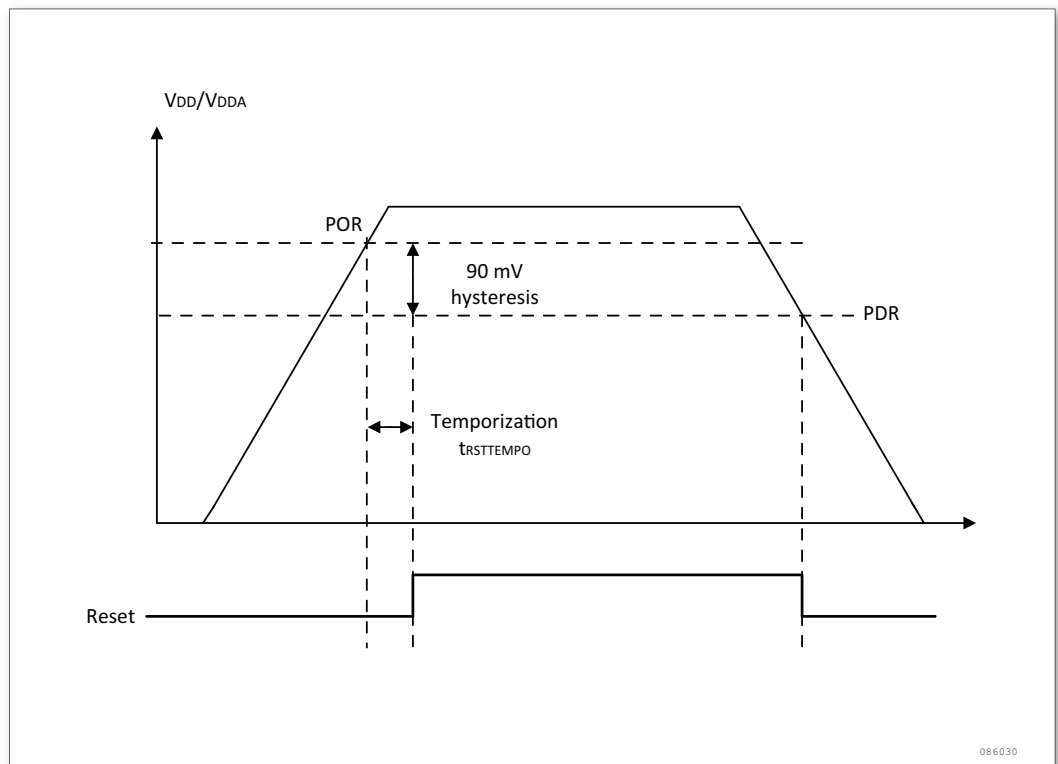 VDD/VDDA
POR
90 mV
hysteresis
PDR
Temporization
tRSTTEMPO
Reset
086030